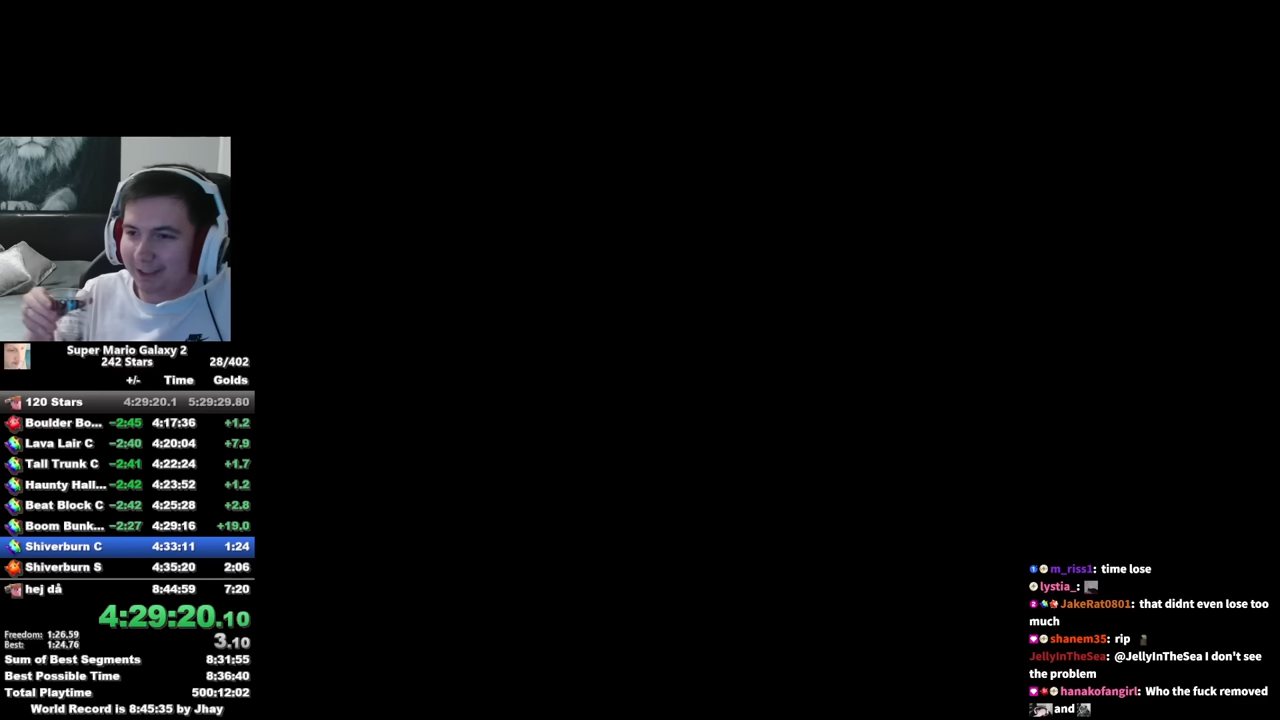 Super Mario Galaxy 2
242 Stars 28/402
+/- Time Golds
120 Stars 4:29:20.1 5:29:29.80
Boulder Bo... −2:45 4:17:36 +1.2
Lava Lair C −2:40 4:20:04 +7.9
Tall Trunk C −2:41 4:22:24 +1.7
Haunty Hall... −2:42 4:23:52 +1.2
Beat Block C −2:42 4:25:28 +2.8
Boom Bunk... −2:27 4:29:16 +19.0
Shiverburn C 4:33:11 1:24
Shiverburn S 4:35:20 2:06
hej då 8:44:59 7:20
4:29:20.10
Freedom: 1:26.59
Best: 1:24.76
3.10
Sum of Best Segments 8:31:55
Best Possible Time 8:36:40
Total Playtime 500:12:02
World Record is 8:45:35 by Jhay
m_riss1: time lose
lystia_:
JakeRat0801: that didnt even lose too
much
shanem35: rip
JellyInTheSea: @JellyInTheSea I don't see
the problem
hanakofangirl: Who the fuck removed
and